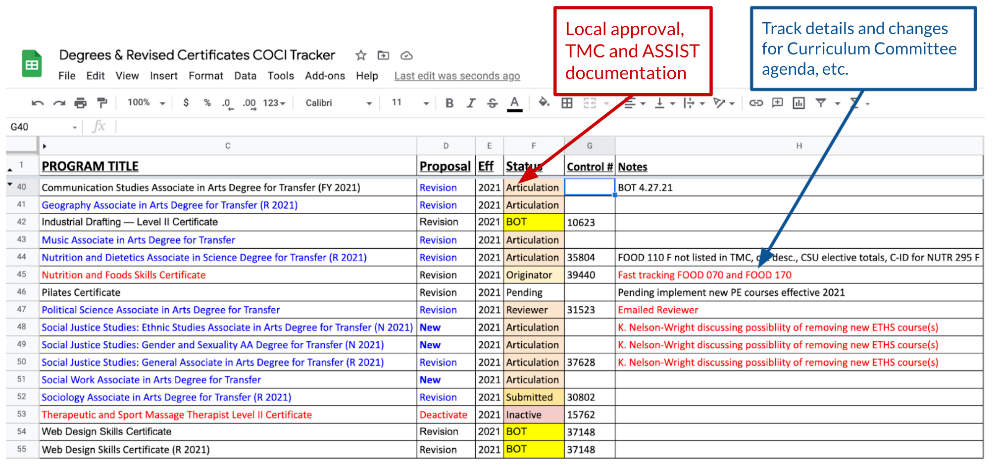 Local approval,
TMC and ASSIST
documentation
Track details and changes
for Curriculum Committee
agenda, etc.
Degrees & Revised Certificates COCI Tracker
File Edit View Insert Format Data Tools Add-ons Help Last edit was seconds ago
100% $ % .0 .00 123 Calibri 11 B I S A
G40 fx
C D E F G H
1 PROGRAM TITLE Proposal Eff Status Control # Notes
40 Communication Studies Associate in Arts Degree for Transfer (FY 2021) Revision 2021 Articulation BOT 4.27.21
41 Geography Associate in Arts Degree for Transfer (R 2021) Revision 2021 Articulation
42 Industrial Drafting — Level II Certificate Revision 2021 BOT 10623
43 Music Associate in Arts Degree for Transfer Revision 2021 Articulation
44 Nutrition and Dietetics Associate in Science Degree for Transfer (R 2021) Revision 2021 Articulation 35804 FOOD 110 F not listed in TMC, desc., CSU elective totals, C-ID for NUTR 295 F
45 Nutrition and Foods Skills Certificate Revision 2021 Originator 39440 Fast tracking FOOD 070 and FOOD 170
46 Pilates Certificate Revision 2021 Pending Pending implement new PE courses effective 2021
47 Political Science Associate in Arts Degree for Transfer Revision 2021 Reviewer 31523 Emailed Reviewer
48 Social Justice Studies: Ethnic Studies Associate in Arts Degree for Transfer (N 2021) New 2021 Articulation K. Nelson-Wright discussing possibliity of removing new ETHS course(s)
49 Social Justice Studies: Gender and Sexuality AA Degree for Transfer (N 2021) New 2021 Articulation K. Nelson-Wright discussing possibliity of removing new ETHS course(s)
50 Social Justice Studies: General Associate in Arts Degree for Transfer (R 2021) Revision 2021 Articulation 37628 K. Nelson-Wright discussing possibliity of removing new ETHS course(s)
51 Social Work Associate in Arts Degree for Transfer New 2021 Articulation
52 Sociology Associate in Arts Degree for Transfer (R 2021) Revision 2021 Submitted 30802
53 Therapeutic and Sport Massage Therapist Level II Certificate Deactivate 2021 Inactive 15762
54 Web Design Skills Certificate Revision 2021 BOT 37148
55 Web Design Skills Certificate (R 2021) Revision 2021 BOT 37148